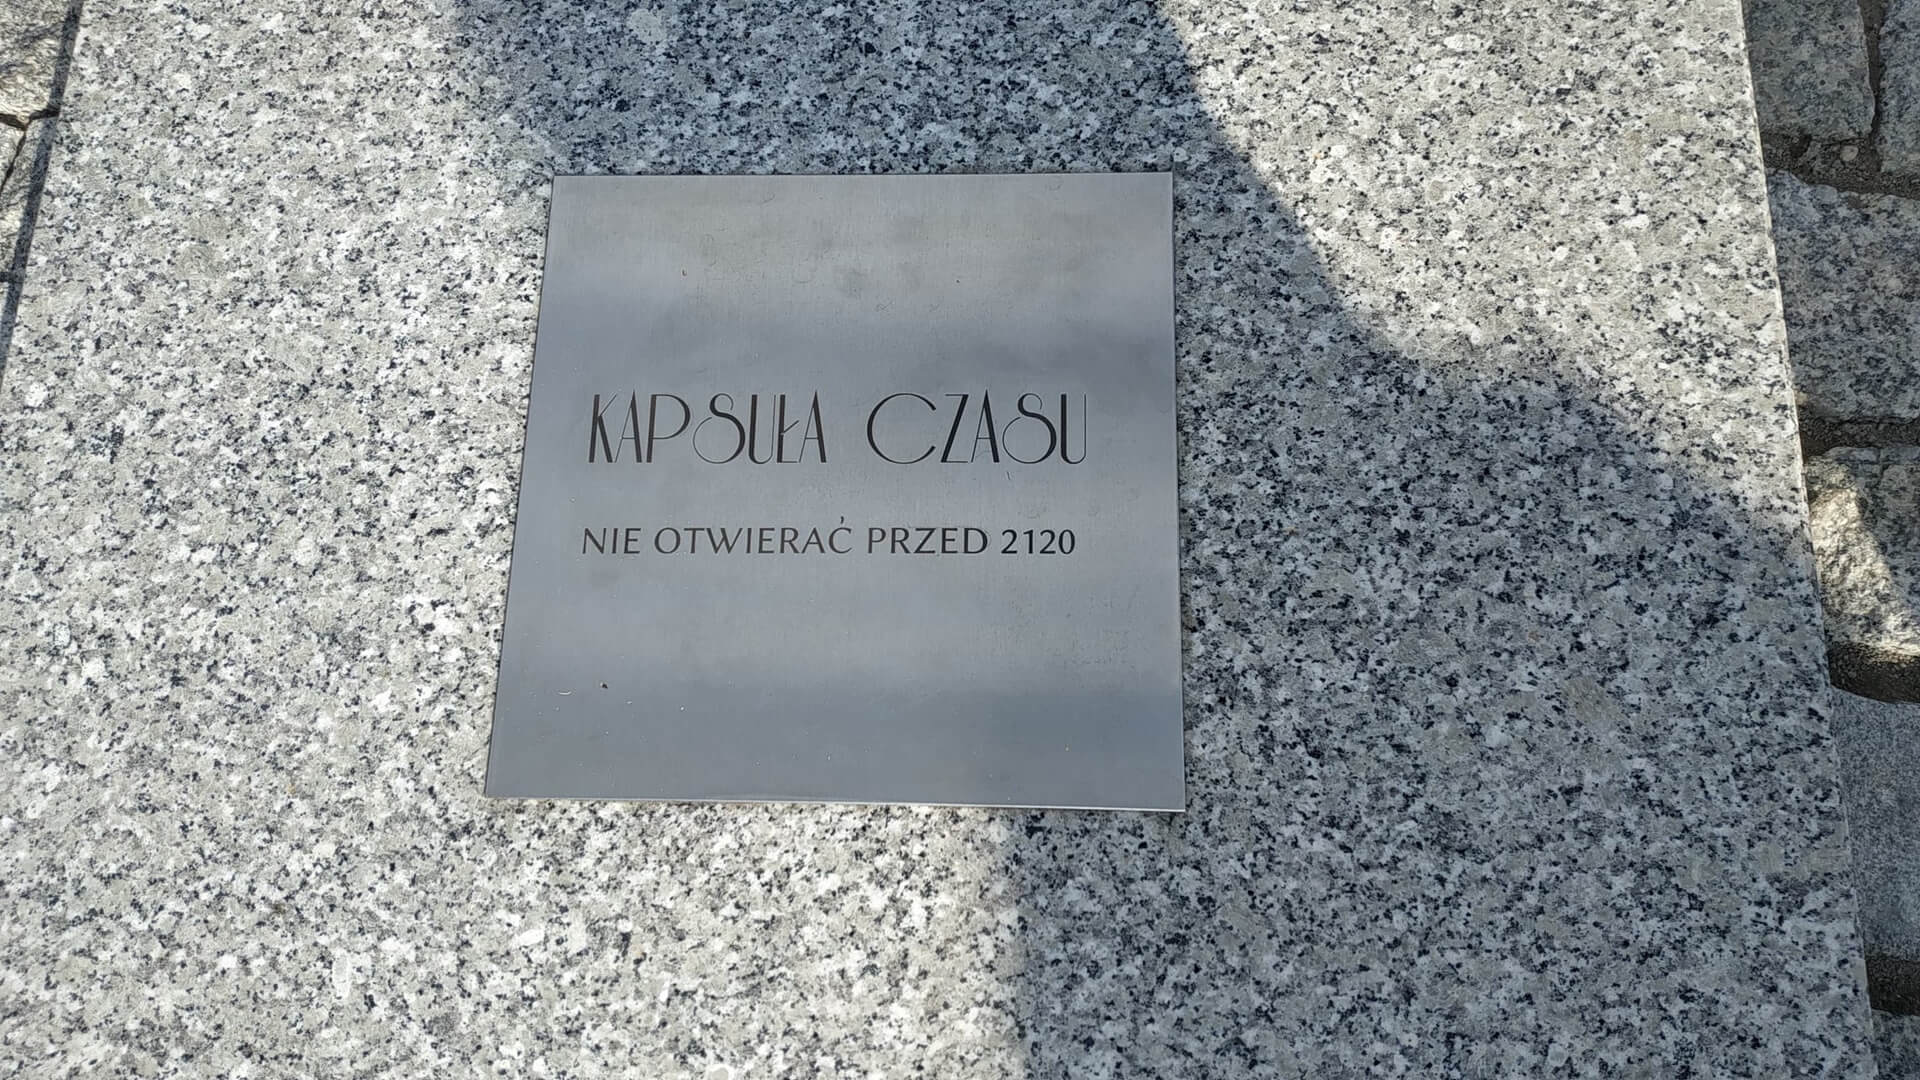 KAPSUŁA CZASU
NIE OTWIERAĆ PRZED 2120